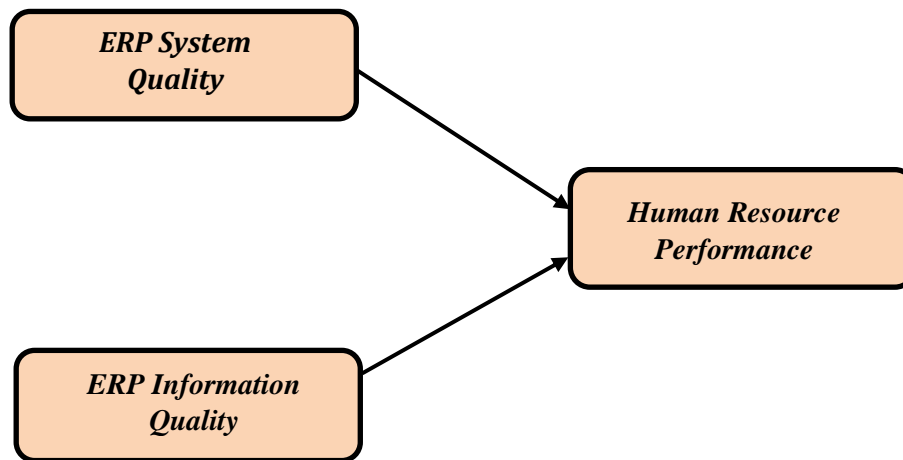 ERP System
Quality
Human Resource
Performance
ERP Information
Quality